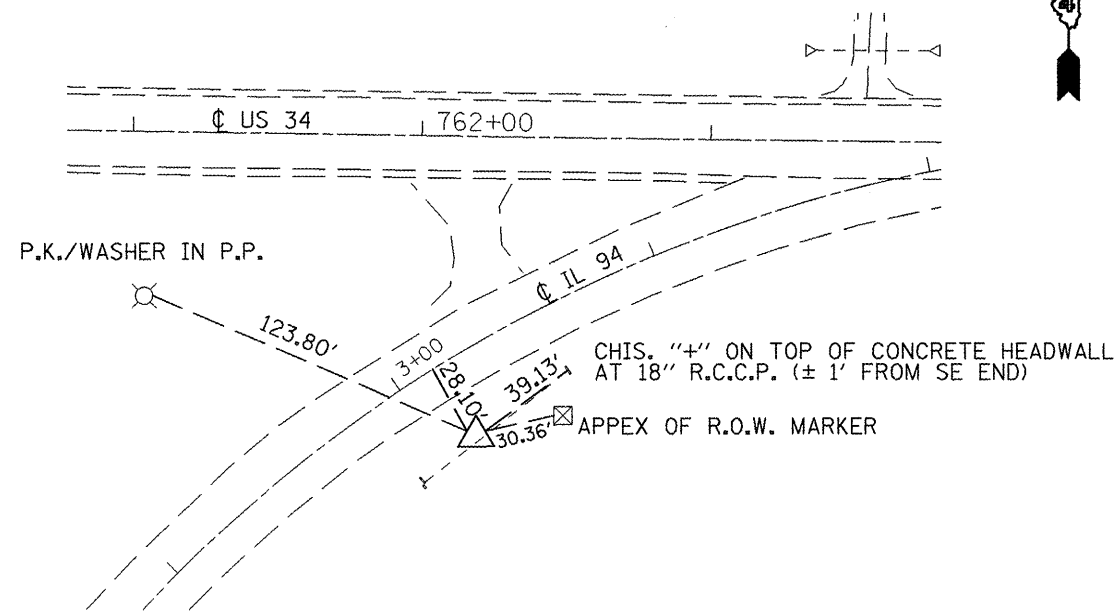 4
℄ US 34 762+00
P.K./WASHER IN P.P.
℄ IL 94
123.80'
3+00
28.10'
39.13'
CHIS. "+" ON TOP OF CONCRETE HEADWALL
AT 18" R.C.C.P. (± 1' FROM SE END)
30.36'
APPEX OF R.O.W. MARKER